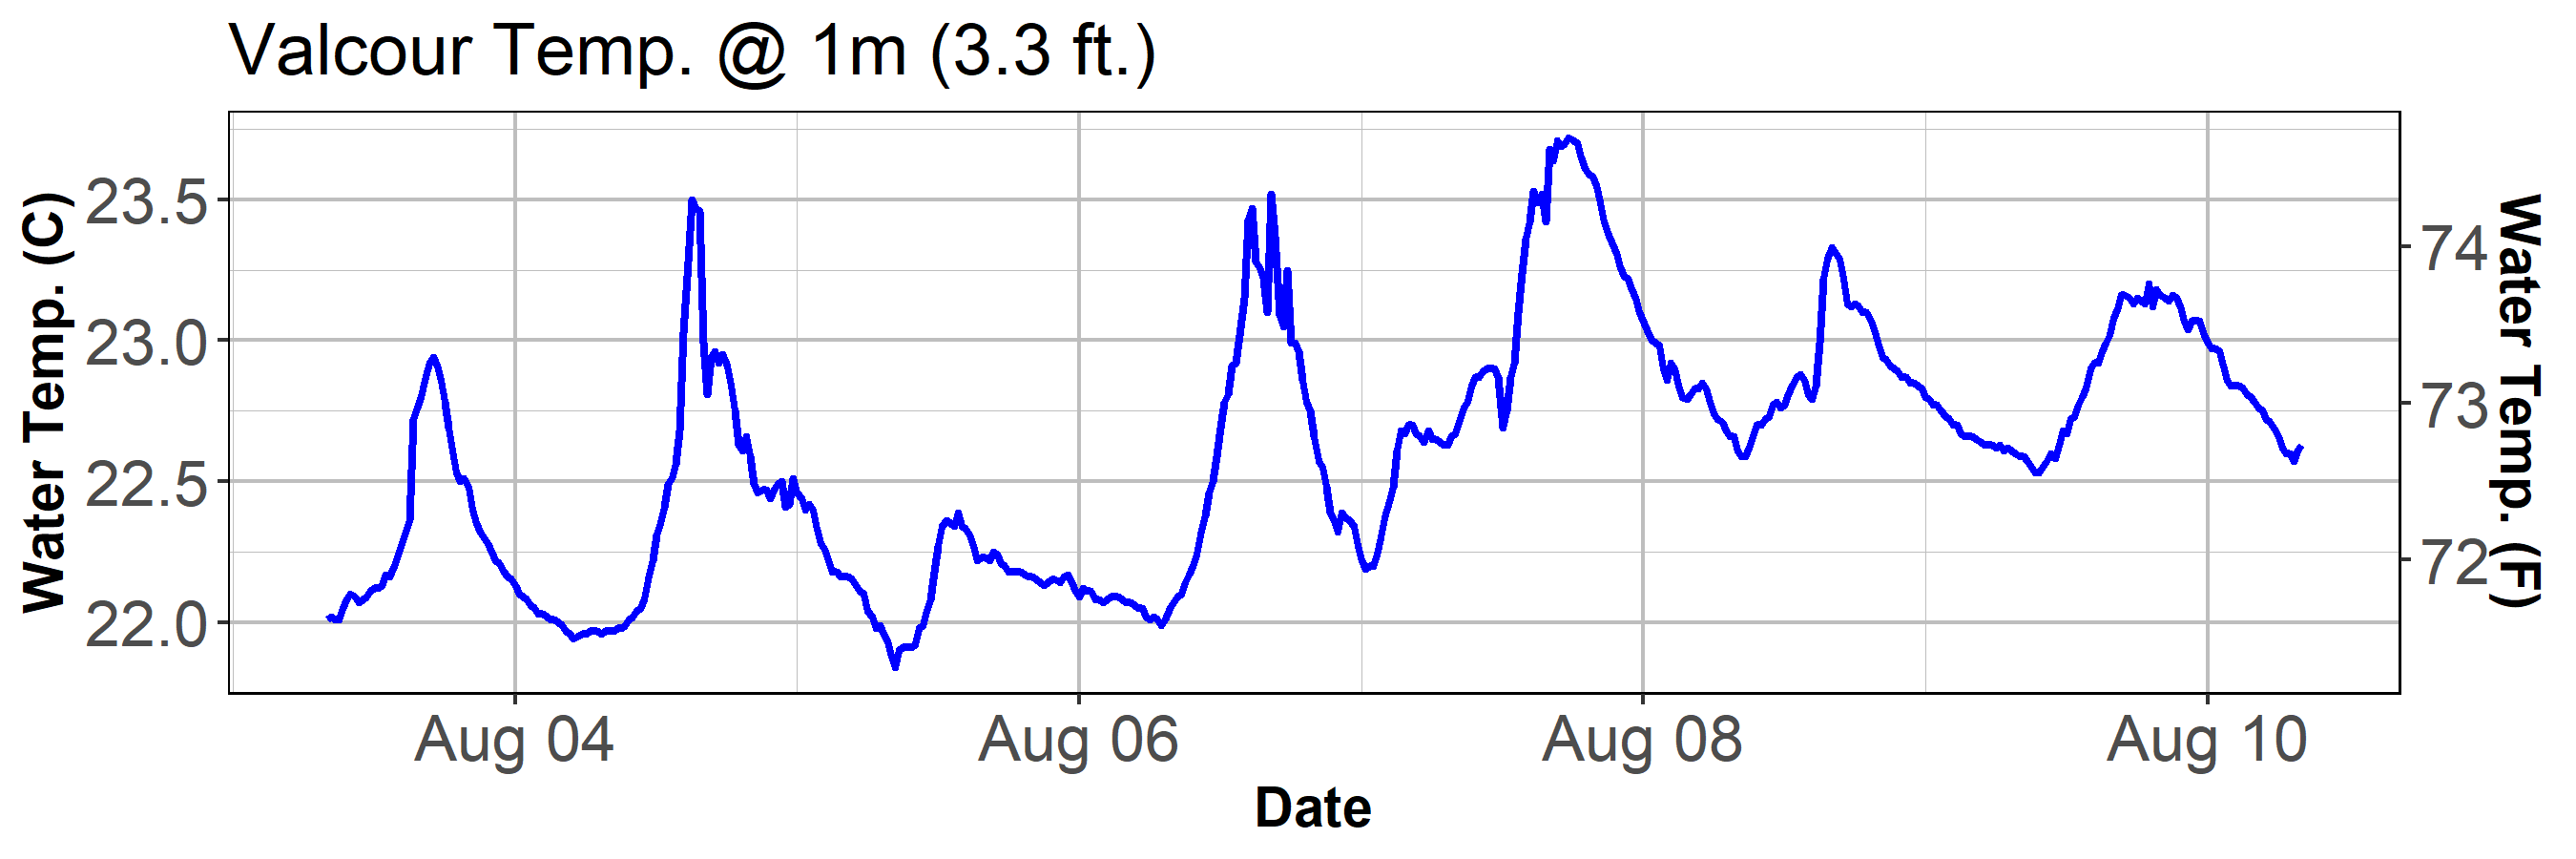 Valcour Temp. @ 1m (3.3 ft.)
Water Temp. (C)
23.5
23.0
22.5
22.0
74
73
72
Water Temp. (F)
Aug 04 Aug 06 Aug 08 Aug 10
Date